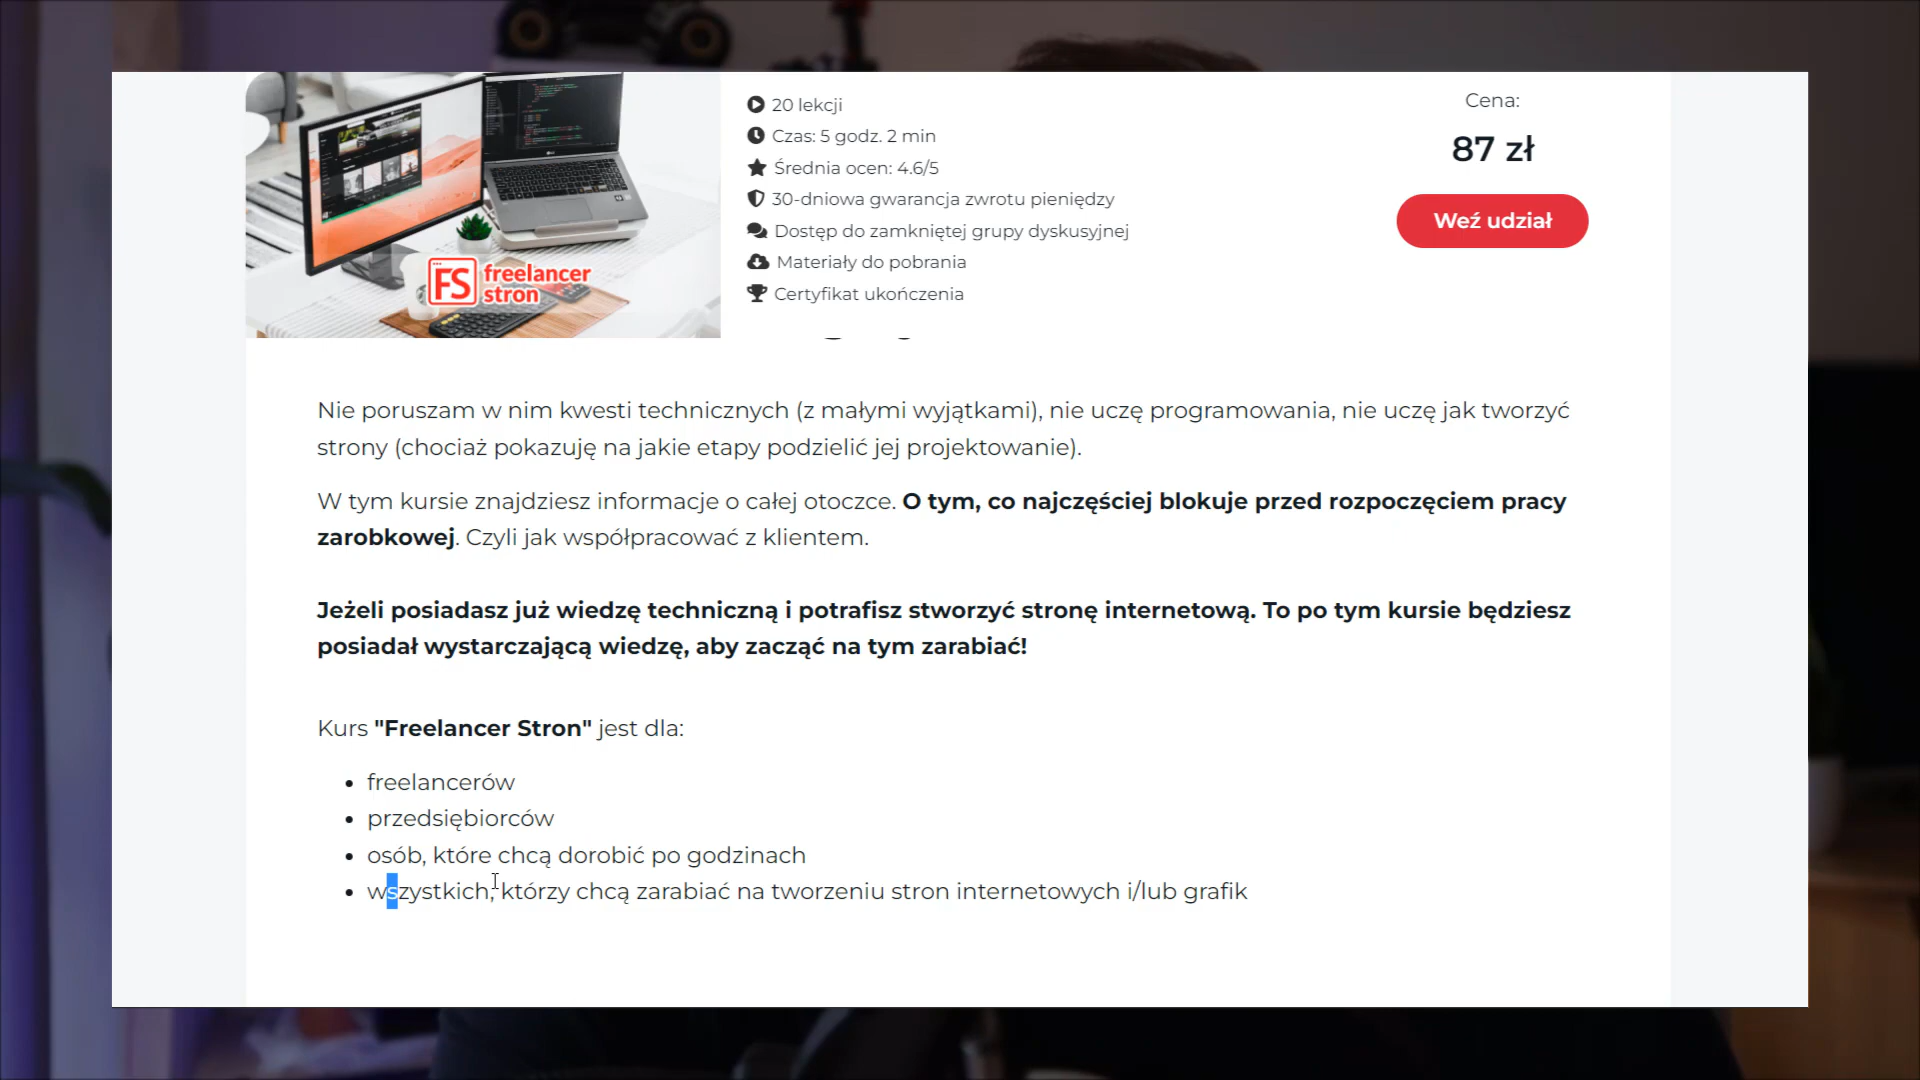 20 lekcji
Czas: 5 godz. 2 min
Średnia ocen: 4.6/5
30-dniowa gwarancja zwrotu pieniędzy
Dostęp do zamkniętej grupy dyskusyjnej
Materiały do pobrania
Certyfikat ukończenia
Cena:
87 zł
Weź udział
FS freelancer
stron
Nie poruszam w nim kwesti technicznych (z małymi wyjątkami), nie uczę programowania, nie uczę jak tworzyć
strony (chociaż pokazuję na jakie etapy podzielić jej projektowanie).
W tym kursie znajdziesz informacje o całej otoczce. O tym, co najczęściej blokuje przed rozpoczęciem pracy
zarobkowej. Czyli jak współpracować z klientem.
Jeżeli posiadasz już wiedzę techniczną i potrafisz stworzyć stronę internetową. To po tym kursie będziesz
posiadał wystarczającą wiedzę, aby zacząć na tym zarabiać!
Kurs "Freelancer Stron" jest dla:
• freelancerów
• przedsiębiorców
• osób, które chcą dorobić po godzinach
• wszystkich, którzy chcą zarabiać na tworzeniu stron internetowych i/lub grafik